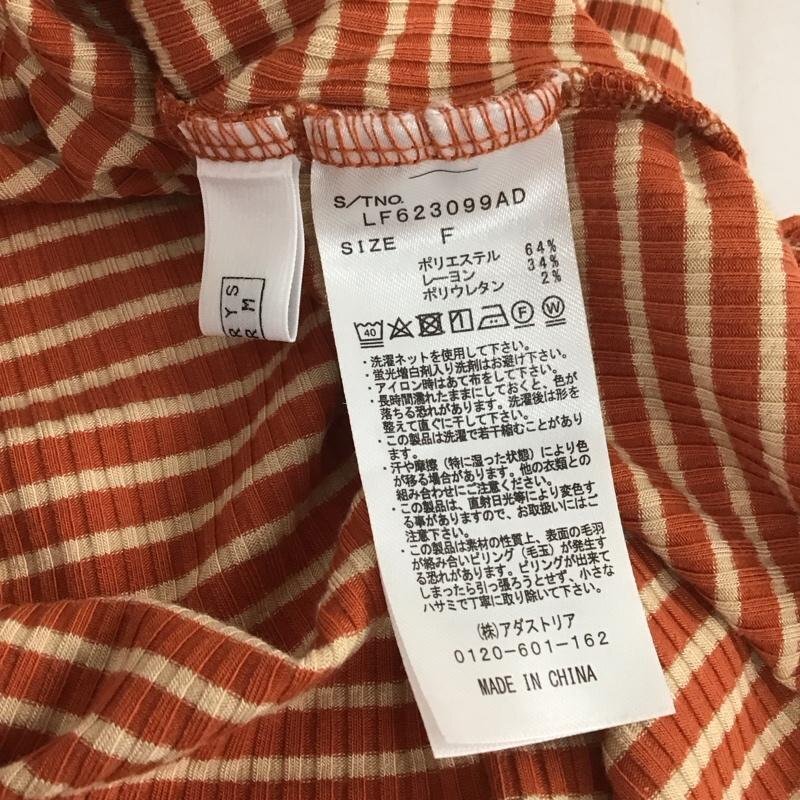 S/TNO.
LF623099AD
SIZE F
ポリエステル 64%
レーヨン 34%
ポリウレタン 2%
40 F W
・洗濯ネットを使用して下さい。
・蛍光増白剤入り洗剤はお避け下さい。
・アイロン時はあて布をして下さい。
・長時間濡れたままにしておくと、色が
落ちる恐れがあります。洗濯後は形を
整えて直ぐに干して下さい。
・この製品は洗濯で若干縮むことがあり
ます。
・汗や摩擦（特に湿った状態）により色
が移る場合があります。他の衣類との
組み合わせにご注意ください。
・この製品は、直射日光等により変色す
る事がありますので、お取扱いにはご
注意下さい。
・この製品は素材の性質上、表面の毛羽
が絡み合いピリング（毛玉）が発生す
る恐れがあります。ピリングが出来て
しまったら引っ張ろうとせず、小さな
ハサミで丁寧に取り除いて下さい。
(株)アダストリア
0120-601-162
MADE IN CHINA
RYS
RM